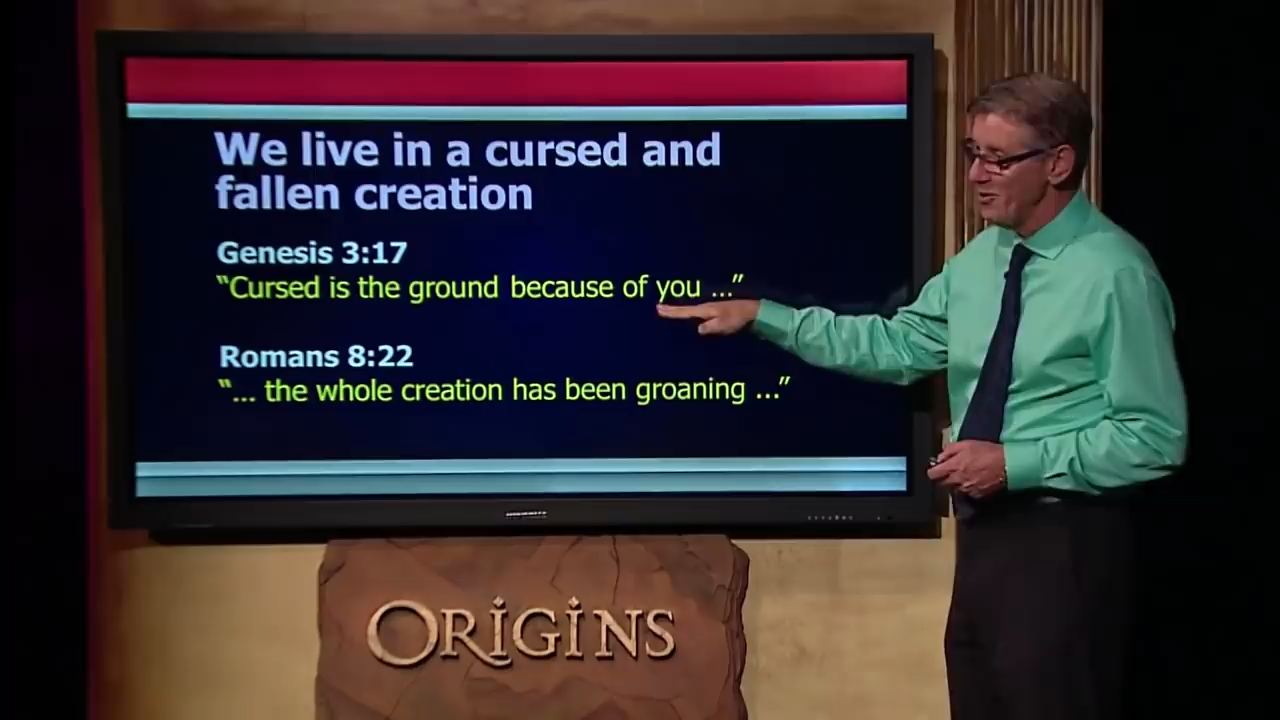 We live in a cursed and
fallen creation
Genesis 3:17
“Cursed is the ground because of you ...”
Romans 8:22
“... the whole creation has been groaning ...”
ORIGINS